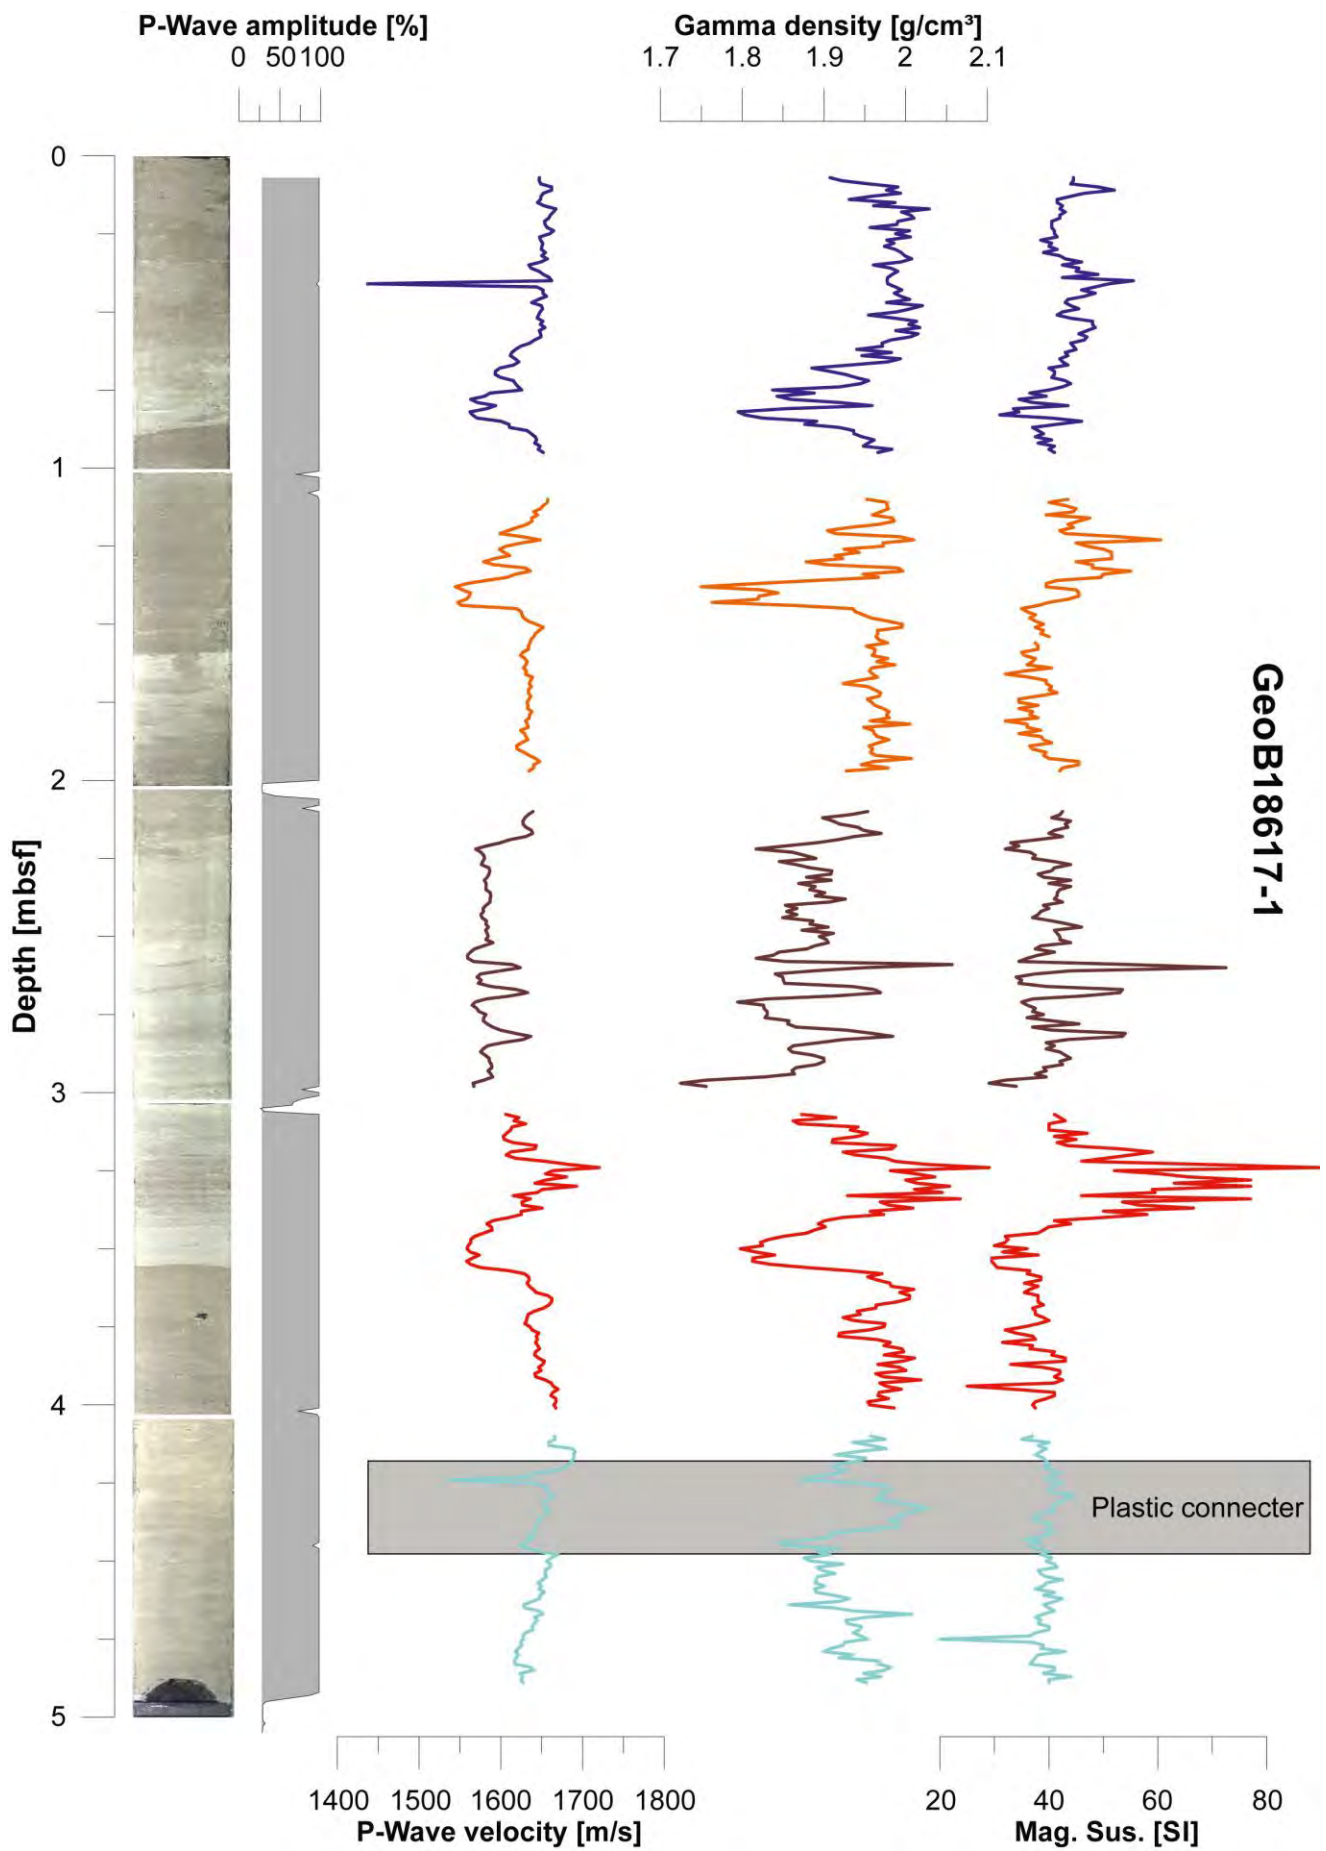 P-Wave amplitude [%]
0 50 100
Gamma density [g/cm³]
1.7 1.8 1.9 2 2.1
0
1
2
3
4
5
Depth [mbsf]
GeoB18617-1
Plastic connecter
1400 1500 1600 1700 1800
P-Wave velocity [m/s]
20 40 60 80
Mag. Sus. [SI]